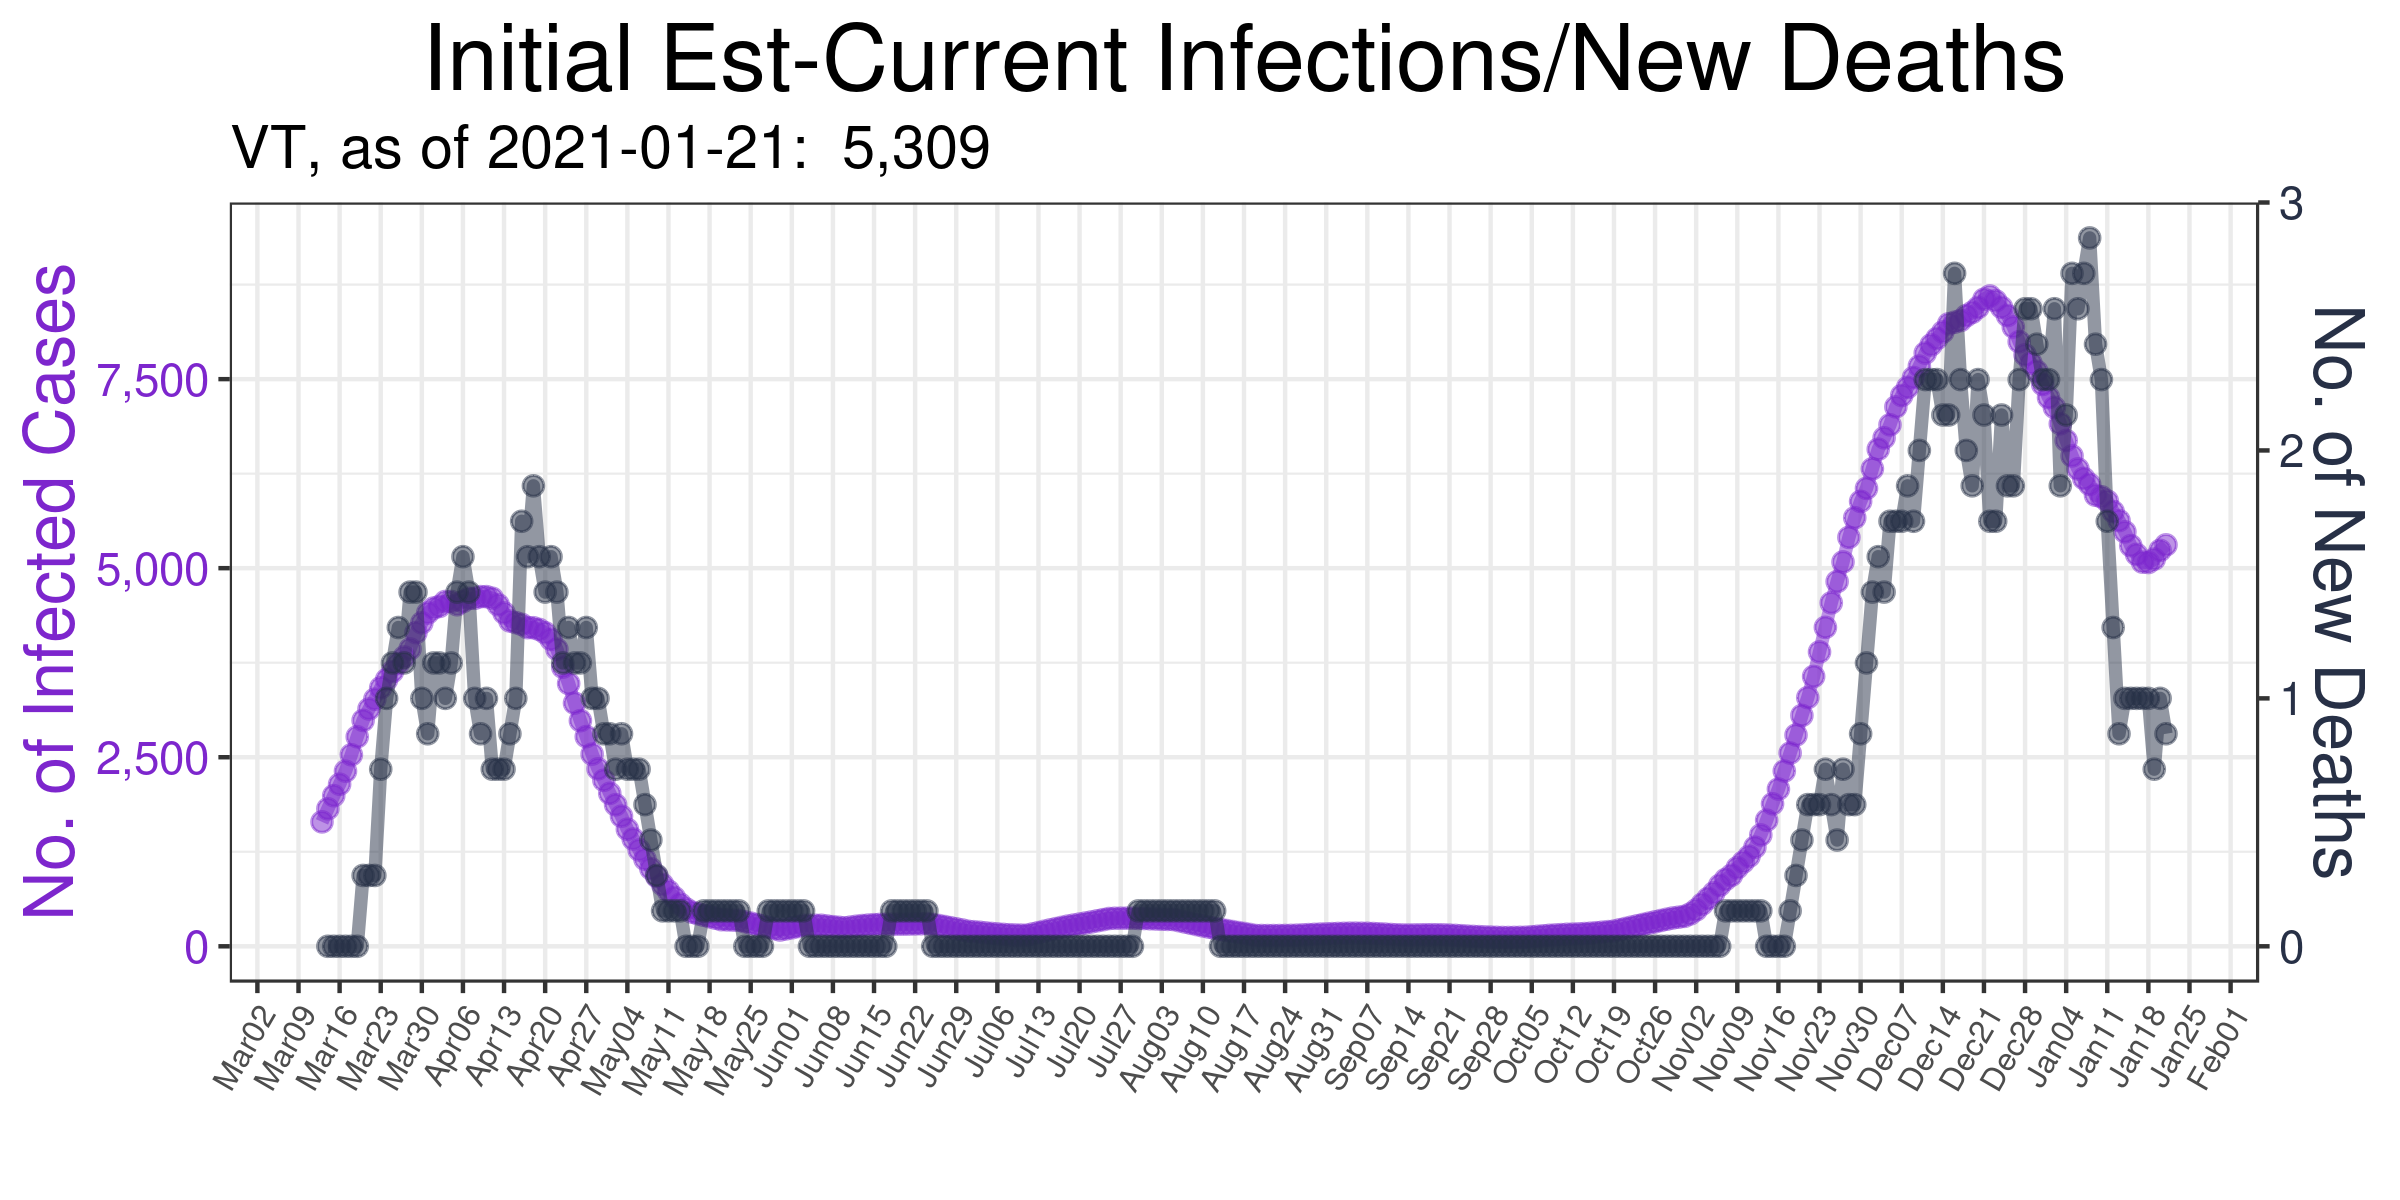 Initial Est-Current Infections/New Deaths
VT, as of 2021-01-21:  5,309
No. of Infected Cases
7,500
5,000
2,500
0
3
2
1
0
No. of New Deaths
Mar02
Mar09
Mar16
Mar23
Mar30
Apr06
Apr13
Apr20
Apr27
May04
May11
May18
May25
Jun01
Jun08
Jun15
Jun22
Jun29
Jul06
Jul13
Jul20
Jul27
Aug03
Aug10
Aug17
Aug24
Aug31
Sep07
Sep14
Sep21
Sep28
Oct05
Oct12
Oct19
Oct26
Nov02
Nov09
Nov16
Nov23
Nov30
Dec07
Dec14
Dec21
Dec28
Jan04
Jan11
Jan18
Jan25
Feb01